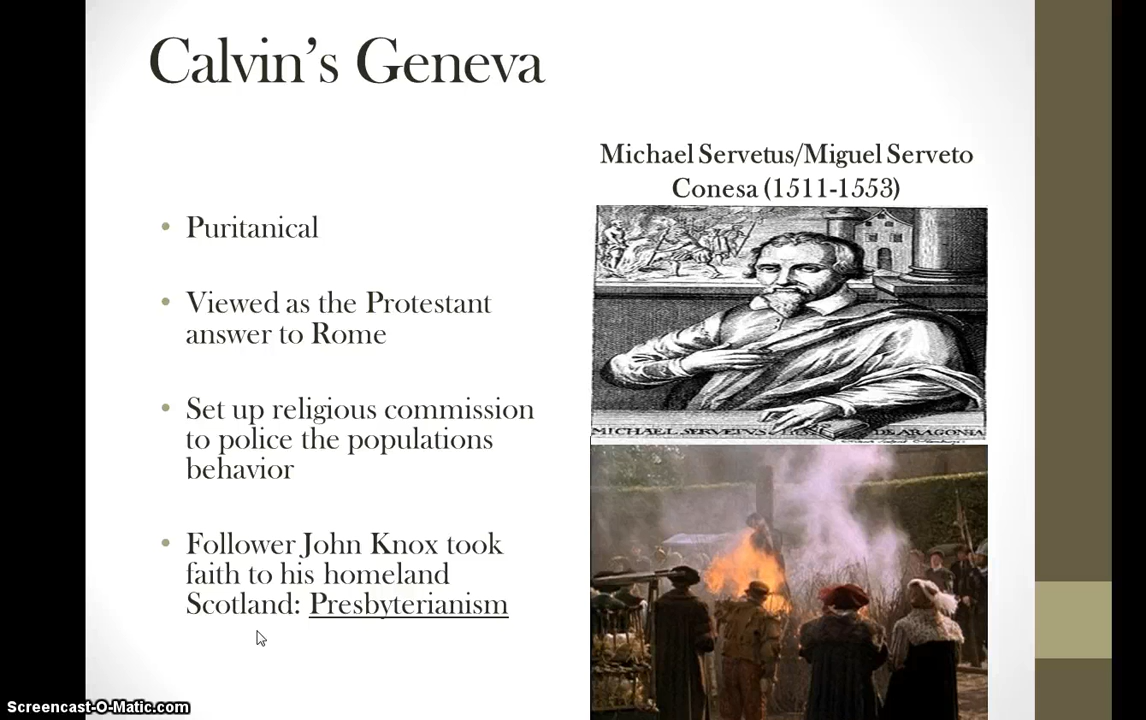 Calvin's Geneva
Michael Servetus/Miguel Serveto
Conesa (1511-1553)
Puritanical
Viewed as the Protestant
answer to Rome
Set up religious commission
to police the populations
behavior
Follower John Knox took
faith to his homeland
Scotland: Presbyterianism
MICHAEL SERVETVS
DE ARAGONIA
Screencast-O-Matic.com